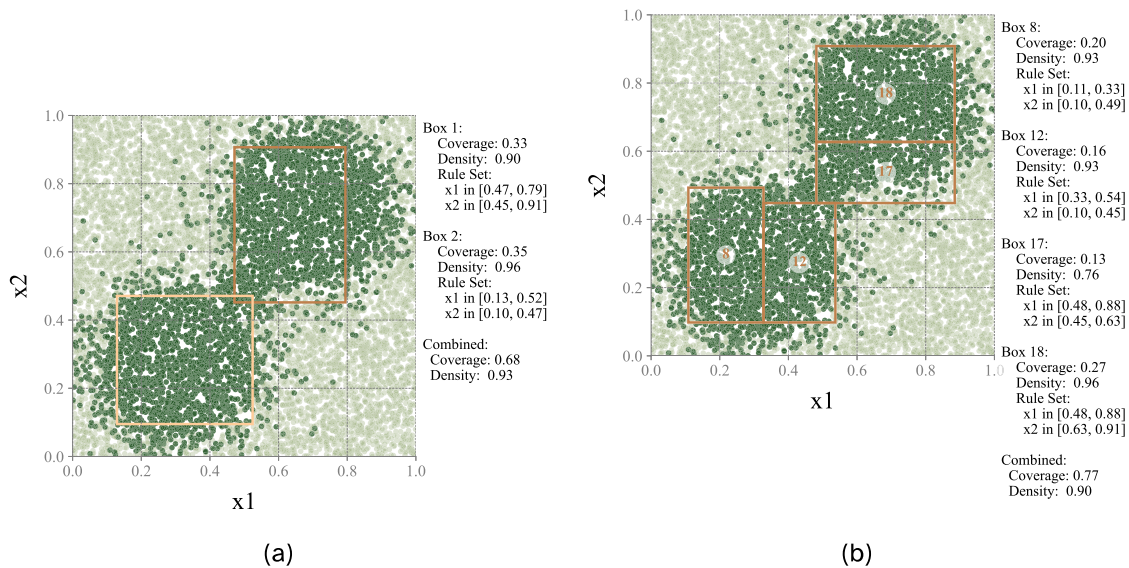 1.0
0.8
0.6
0.4
0.2
0.0
x2
0.0 0.2 0.4 0.6 0.8 1.0
x1
Box 1:
Coverage: 0.33
Density: 0.90
Rule Set:
x1 in [0.47, 0.79]
x2 in [0.45, 0.91]
Box 2:
Coverage: 0.35
Density: 0.96
Rule Set:
x1 in [0.13, 0.52]
x2 in [0.10, 0.47]
Combined:
Coverage: 0.68
Density: 0.93
(a)
1.0
0.8
0.6
0.4
0.2
0.0
x2
18
17
8
12
0.0 0.2 0.4 0.6 0.8 1.0
x1
Box 8:
Coverage: 0.20
Density: 0.93
Rule Set:
x1 in [0.11, 0.33]
x2 in [0.10, 0.49]
Box 12:
Coverage: 0.16
Density: 0.93
Rule Set:
x1 in [0.33, 0.54]
x2 in [0.10, 0.45]
Box 17:
Coverage: 0.13
Density: 0.76
Rule Set:
x1 in [0.48, 0.88]
x2 in [0.45, 0.63]
Box 18:
Coverage: 0.27
Density: 0.96
Rule Set:
x1 in [0.48, 0.88]
x2 in [0.63, 0.91]
Combined:
Coverage: 0.77
Density: 0.90
(b)